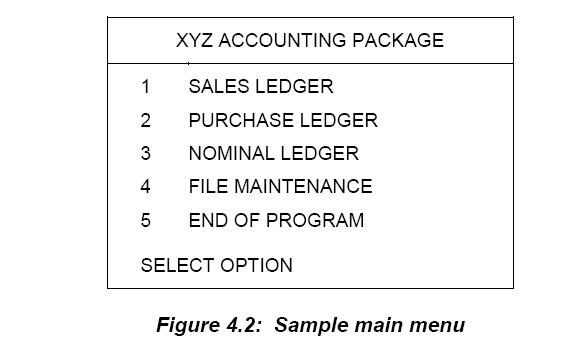 XYZ ACCOUNTING PACKAGE
1 SALES LEDGER
2 PURCHASE LEDGER
3 NOMINAL LEDGER
4 FILE MAINTENANCE
5 END OF PROGRAM
SELECT OPTION
Figure 4.2: Sample main menu